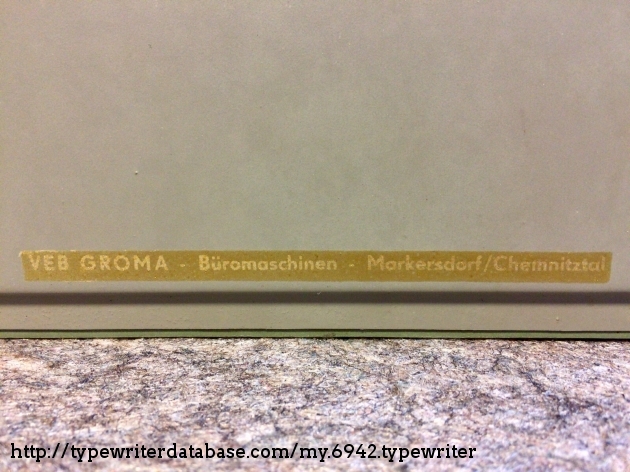 VEB GROMA - Büromaschinen - Markersdorf/Chemnitztal
http://typewriterdatabase.com/my.6942.typewriter